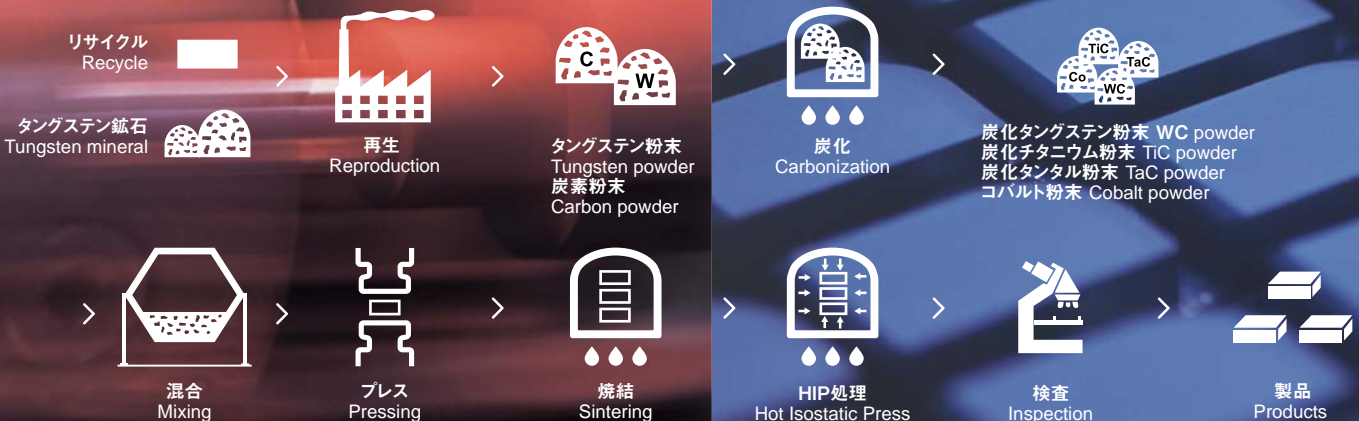 リサイクル
Recycle
タングステン鉱石
Tungsten mineral
再生
Reproduction
C
W
タングステン粉末
Tungsten powder
炭素粉末
Carbon powder
炭化
Carbonization
TiC
TaC
Co
WC
炭化タングステン粉末 WC powder
炭化チタニウム粉末 TiC powder
炭化タンタル粉末 TaC powder
コバルト粉末 Cobalt powder
混合
Mixing
プレス
Pressing
焼結
Sintering
HIP処理
Hot Isostatic Press
検査
Inspection
製品
Products